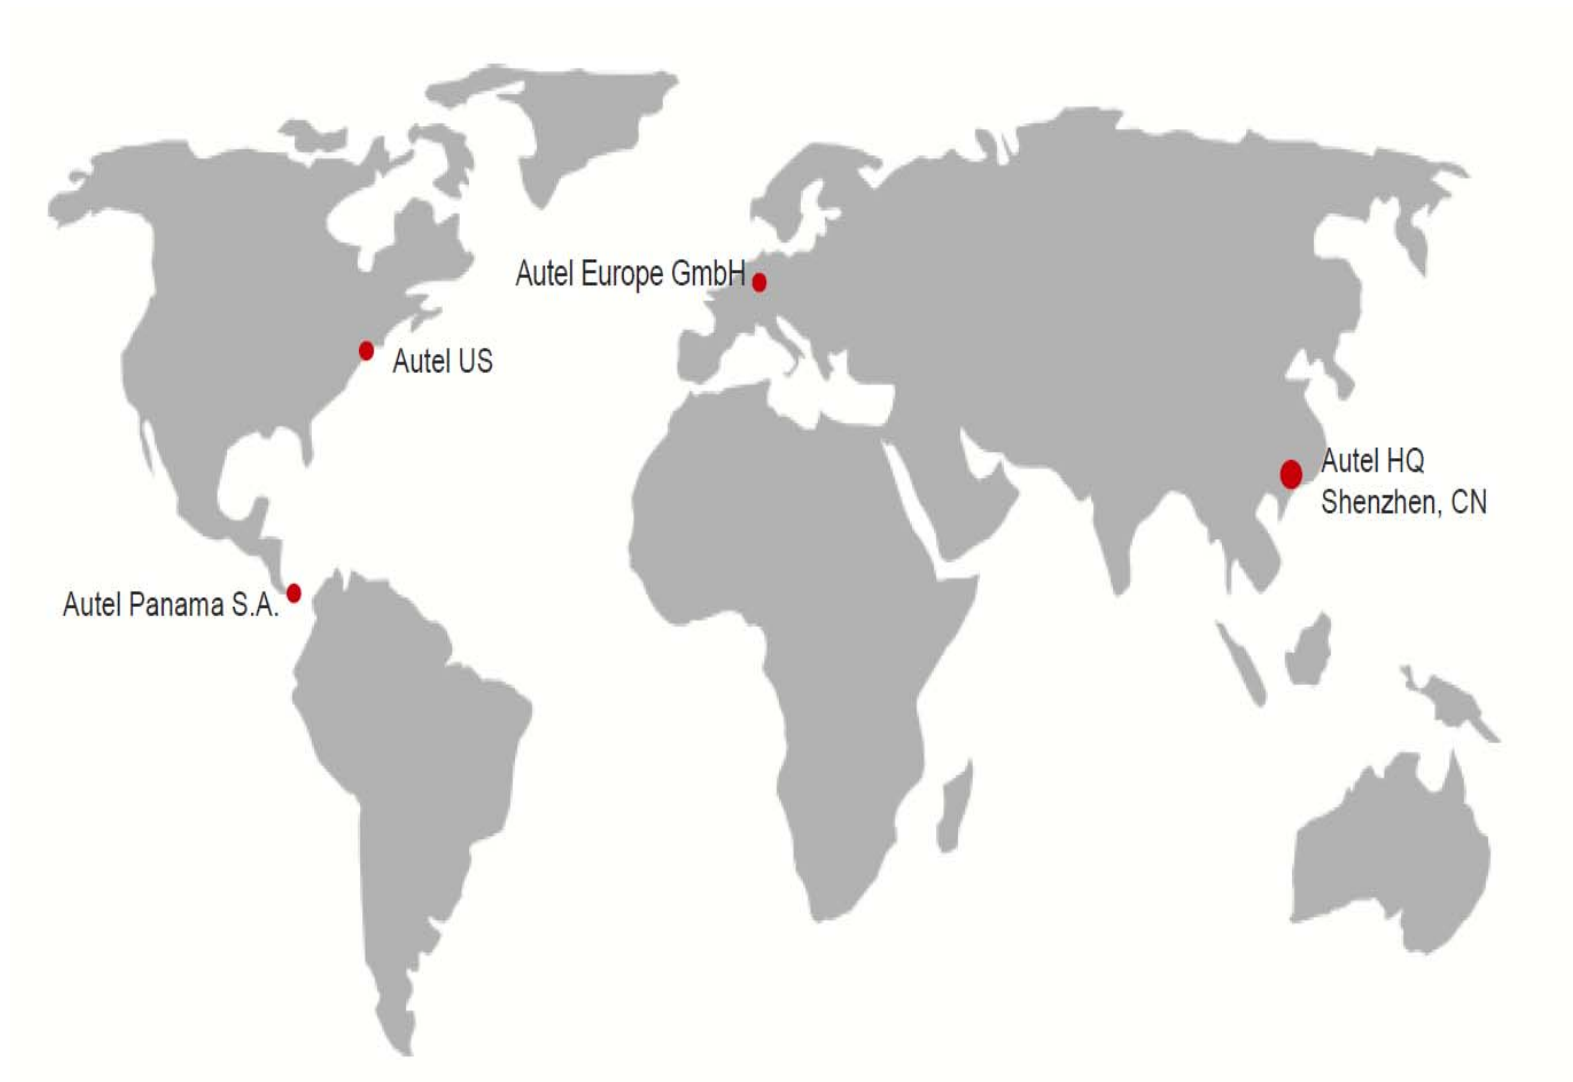 Autel Europe GmbH
Autel US
Autel HQ
Shenzhen, CN
Autel Panama S.A.